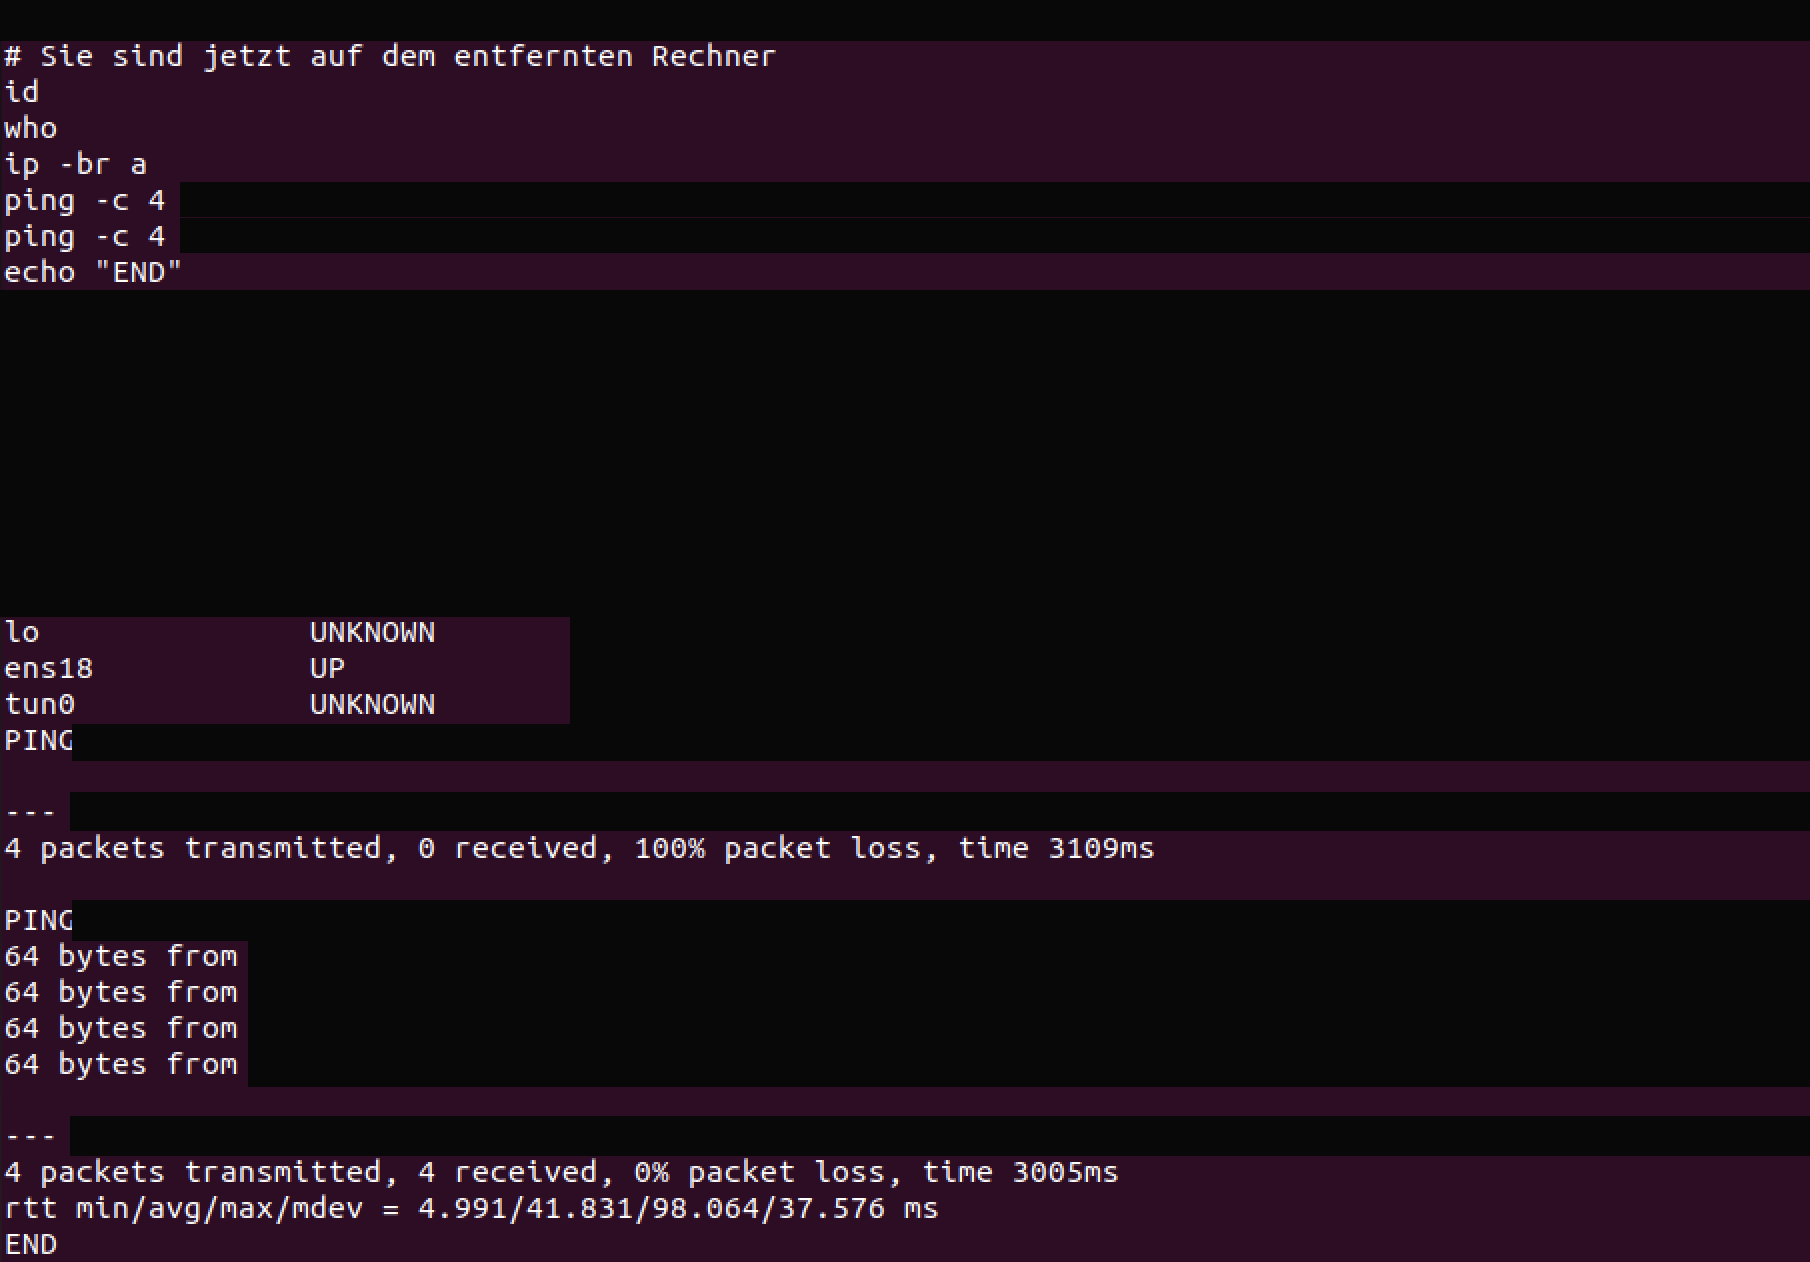 # Sie sind jetzt auf dem entfernten Rechner
id
who
ip -br a
ping -c 4
ping -c 4
echo "END"
lo UNKNOWN
ens18 UP
tun0 UNKNOWN
PING
---
4 packets transmitted, 0 received, 100% packet loss, time 3109ms
PING
64 bytes from
64 bytes from
64 bytes from
64 bytes from
---
4 packets transmitted, 4 received, 0% packet loss, time 3005ms
rtt min/avg/max/mdev = 4.991/41.831/98.064/37.576 ms
END